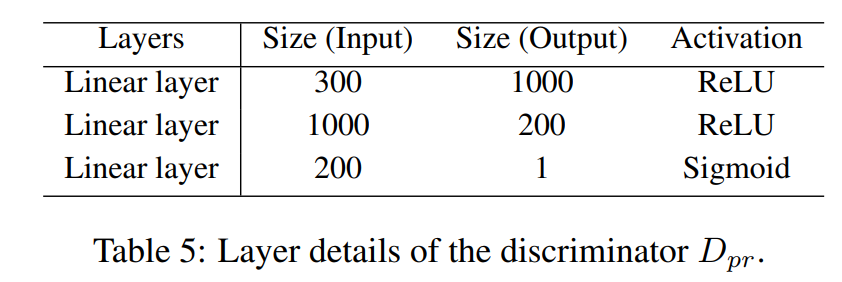 Layers Size (Input) Size (Output) Activation
Linear layer 300 1000 ReLU
Linear layer 1000 200 ReLU
Linear layer 200 1 Sigmoid
Table 5: Layer details of the discriminator D_{pr}.